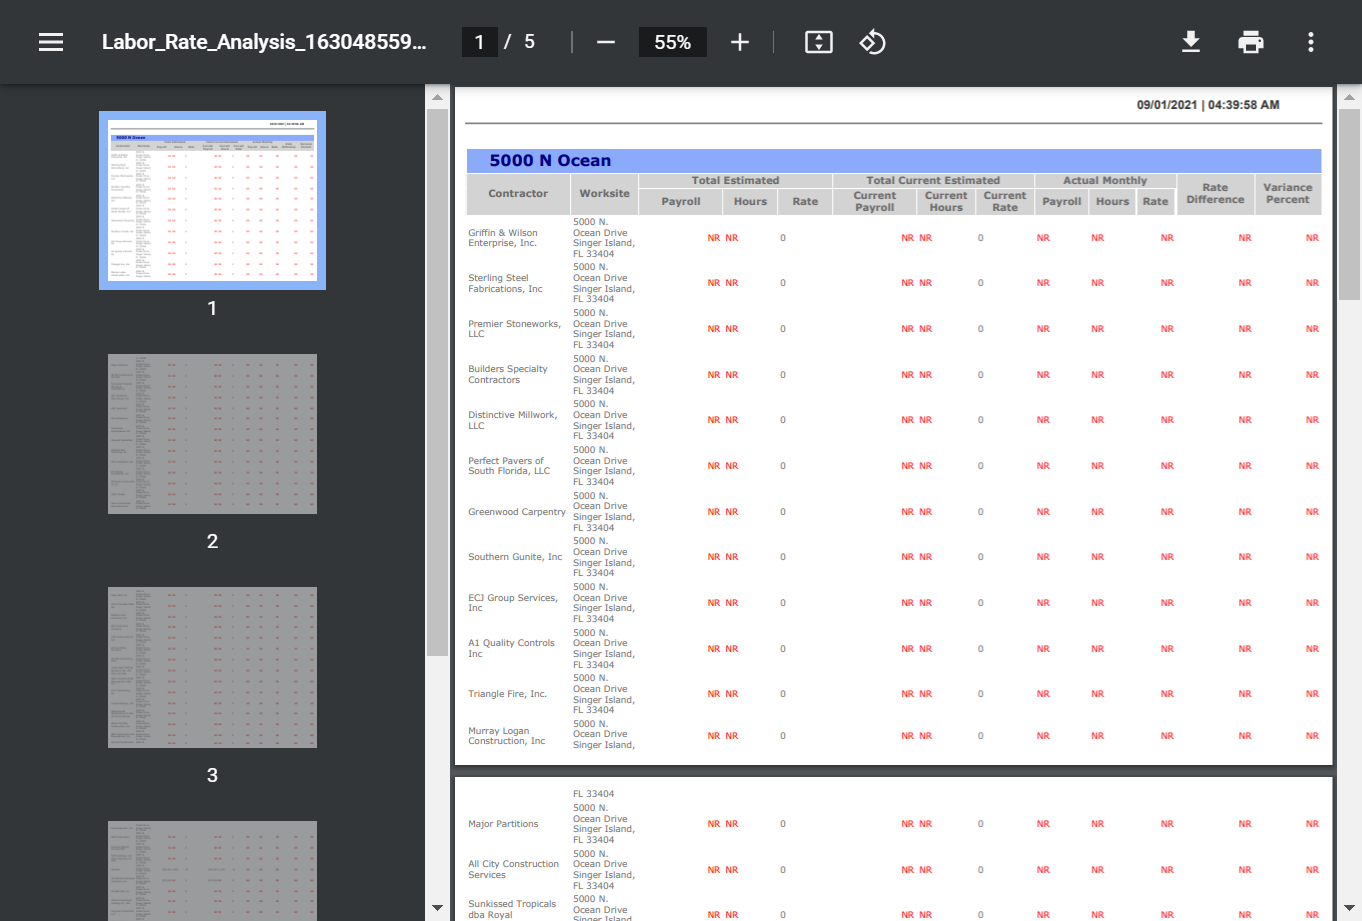 Labor_Rate_Analysis_163048559...
1 / 5
55%
09/01/2021 | 04:39:58 AM
5000 N Ocean
Contractor Worksite Total Estimated Total Current Estimated Actual Monthly Rate Difference Variance Percent
Payroll Hours Rate Current Payroll Current Hours Current Rate Payroll Hours Rate
5000 N.
Griffin & Wilson Ocean Drive
Enterprise, Inc. Singer Island, NR NR 0 NR NR 0 NR NR NR NR NR
FL 33404
5000 N.
Sterling Steel Ocean Drive
Fabrications, Inc Singer Island, NR NR 0 NR NR 0 NR NR NR NR NR
FL 33404
5000 N.
Premier Stoneworks, Ocean Drive
LLC Singer Island, NR NR 0 NR NR 0 NR NR NR NR NR
FL 33404
5000 N.
Builders Specialty Ocean Drive
Contractors Singer Island, NR NR 0 NR NR 0 NR NR NR NR NR
FL 33404
5000 N.
Distinctive Millwork, Ocean Drive
LLC Singer Island, NR NR 0 NR NR 0 NR NR NR NR NR
FL 33404
5000 N.
Perfect Pavers of Ocean Drive
South Florida, LLC Singer Island, NR NR 0 NR NR 0 NR NR NR NR NR
FL 33404
5000 N.
Ocean Drive
Greenwood Carpentry Singer Island, NR NR 0 NR NR 0 NR NR NR NR NR
FL 33404
5000 N.
Ocean Drive
Southern Gunite, Inc Singer Island, NR NR 0 NR NR 0 NR NR NR NR NR
FL 33404
5000 N.
ECJ Group Services, Ocean Drive
Inc Singer Island, NR NR 0 NR NR 0 NR NR NR NR NR
FL 33404
5000 N.
A1 Quality Controls Ocean Drive
Inc Singer Island, NR NR 0 NR NR 0 NR NR NR NR NR
FL 33404
5000 N.
Ocean Drive
Triangle Fire, Inc. Singer Island, NR NR 0 NR NR 0 NR NR NR NR NR
FL 33404
5000 N.
Murray Logan Ocean Drive
Construction, Inc Singer Island, NR NR 0 NR NR 0 NR NR NR NR NR
FL 33404
5000 N.
Ocean Drive
Major Partitions Singer Island, NR NR 0 NR NR 0 NR NR NR NR NR
FL 33404
5000 N.
All City Construction Ocean Drive
Services Singer Island, NR NR 0 NR NR 0 NR NR NR NR NR
FL 33404
5000 N.
Sunkissed Tropicals Ocean Drive
dba Royal Singer Island, NR NR 0 NR NR 0 NR NR NR NR NR
1
2
3